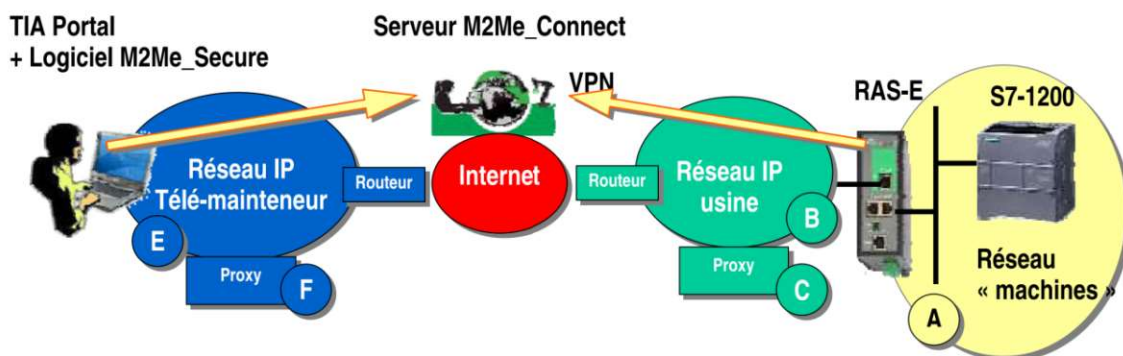 TIA Portal
+ Logiciel M2Me_Secure
Serveur M2Me_Connect
VPN
RAS-E
S7-1200
Réseau IP
Télé-mainteneur
Routeur
Internet
Routeur
Réseau IP
usine
E
B
Proxy
F
Proxy
C
Réseau
« machines »
A